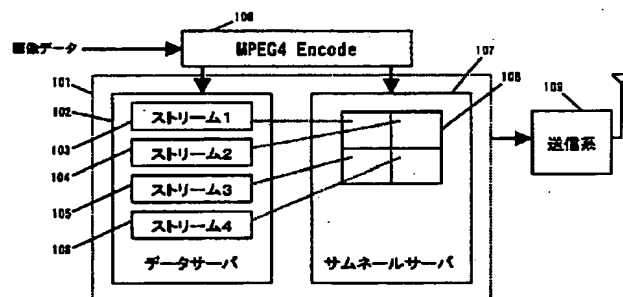 画像データ
MPEG4 Encode
107
101
102
108
ストリーム1
103
109
ストリーム2
104
送信系
ストリーム3
105
ストリーム4
106
データサーバ
サムネールサーバ